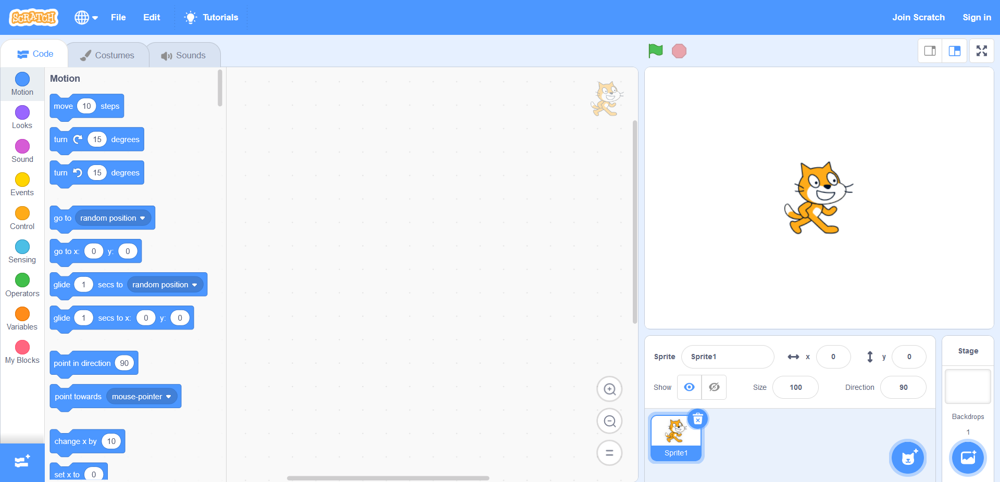 SCRATCH File Edit Tutorials Join Scratch Sign in
Code Costumes Sounds
Motion
Looks
Sound
Events
Control
Sensing
Operators
Variables
My Blocks
Motion
move 10 steps
turn 15 degrees
turn 15 degrees
go to random position
go to x: 0 y: 0
glide 1 secs to random position
glide 1 secs to x: 0 y: 0
point in direction 90
point towards mouse-pointer
change x by 10
set x to 0
Sprite Sprite1 x 0 y 0
Show Size 100 Direction 90
Sprite1
Stage
Backdrops
1